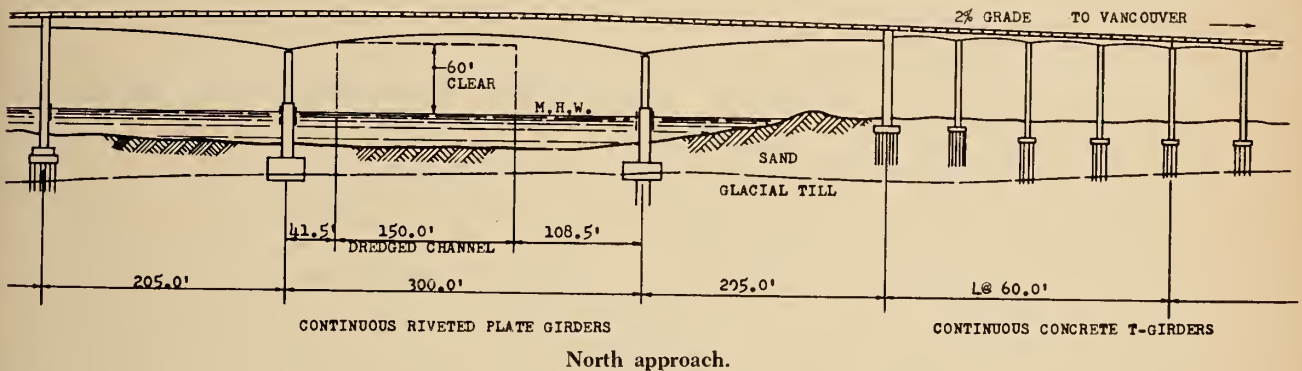 2% GRADE TO VANCOUVER
60'
CLEAR
M.H.W.
SAND
GLACIAL TILL
41.5' 150.0' 108.5'
DREDGED CHANNEL
205.0' 300.0' 205.0' L@ 60.0'
CONTINUOUS RIVETED PLATE GIRDERS CONTINUOUS CONCRETE T-GIRDERS
North approach.